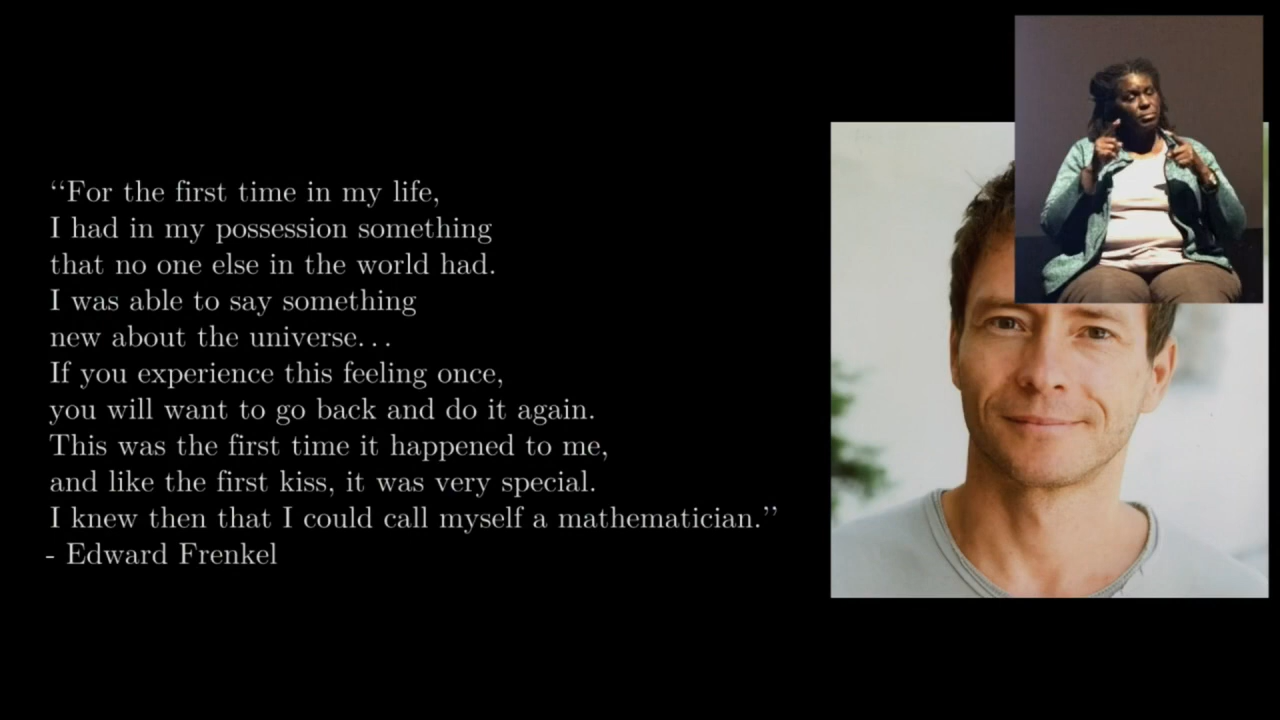 “For the first time in my life,
I had in my possession something
that no one else in the world had.
I was able to say something
new about the universe...
If you experience this feeling once,
you will want to go back and do it again.
This was the first time it happened to me,
and like the first kiss, it was very special.
I knew then that I could call myself a mathematician.”
- Edward Frenkel